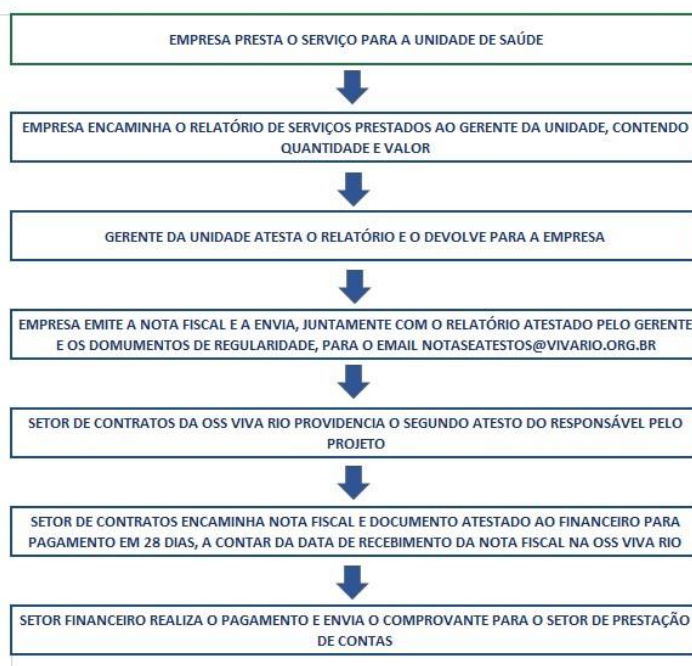 EMPRESA PRESTA O SERVIÇO PARA A UNIDADE DE SAÚDE
EMPRESA ENCAMINHA O RELATÓRIO DE SERVIÇOS PRESTADOS AO GERENTE DA UNIDADE, CONTENDO
QUANTIDADE E VALOR
GERENTE DA UNIDADE ATESTA O RELATÓRIO E O DEVOLVE PARA A EMPRESA
EMPRESA EMITE A NOTA FISCAL E A ENVIA, JUNTAMENTE COM O RELATÓRIO ATESTADO PELO GERENTE
E OS DOMUMENTOS DE REGULARIDADE, PARA O EMAIL NOTASEATESTOS@VIVARIO.ORG.BR
SETOR DE CONTRATOS DA OSS VIVA RIO PROVIDENCIA O SEGUNDO ATESTO DO RESPONSÁVEL PELO
PROJETO
SETOR DE CONTRATOS ENCAMINHA NOTA FISCAL E DOCUMENTO ATESTADO AO FINANCEIRO PARA
PAGAMENTO EM 28 DIAS, A CONTAR DA DATA DE RECEBIMENTO DA NOTA FISCAL NA OSS VIVA RIO
SETOR FINANCEIRO REALIZA O PAGAMENTO E ENVIA O COMPROVANTE PARA O SETOR DE PRESTAÇÃO
DE CONTAS